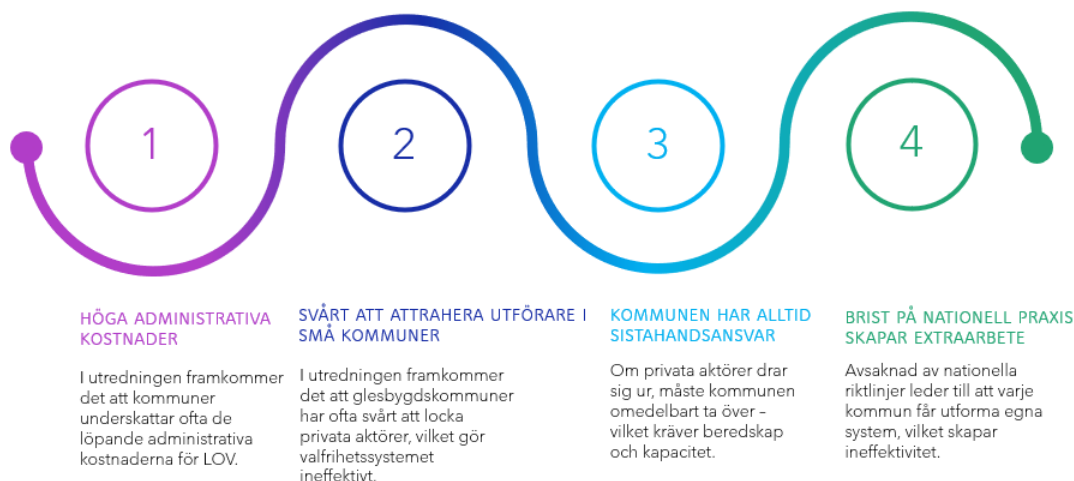 1
2
3
4
HÖGA ADMINISTRATIVA
KOSTNADER
I utredningen framkommer
det att kommuner
underskattar ofta de
löpande administrativa
kostnaderna för LOV.
SVÅRT ATT ATTRAHERA UTFÖRARE I
SMÅ KOMMUNER
I utredningen framkommer
det att glesbygdskommuner
har ofta svårt att locka
privata aktörer, vilket gör
valfrihetssystemet
ineffektivt.
KOMMUNEN HAR ALLTID
SISTAHANDSANSVAR
Om privata aktörer drar
sig ur, måste kommunen
omedelbart ta över –
vilket kräver beredskap
och kapacitet.
BRIST PÅ NATIONELL PRAXIS
SKAPAR EXTRAARBETE
Avsaknad av nationella
riktlinjer leder till att varje
kommun får utforma egna
system, vilket skapar
ineffektivitet.